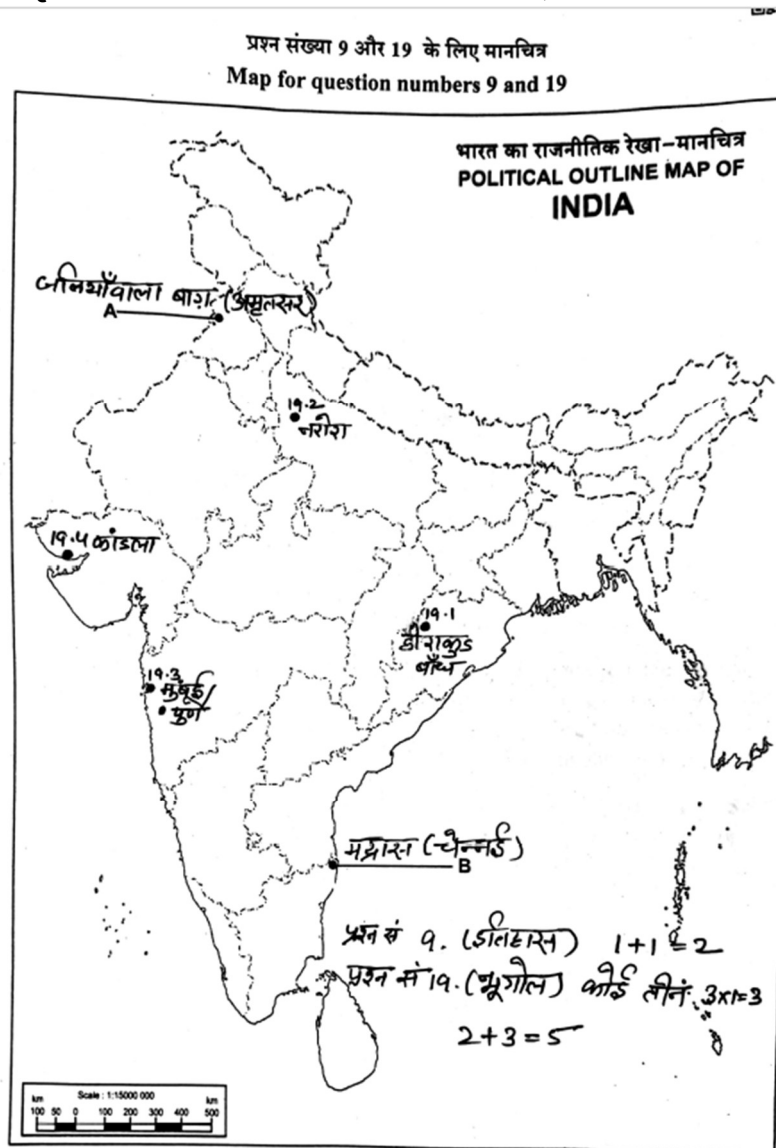 प्रश्न संख्या 9 और 19 के लिए मानचित्र
Map for question numbers 9 and 19
भारत का राजनीतिक रेखा-मानचित्र
POLITICAL OUTLINE MAP OF
INDIA
जलियाँवाला बाग़ (अमृतसर)
A
19.2
नरोरा
19.4 कांडला
19.1
हीराकुड
बाँध
19.3
मुंबई/
पुणे
मद्रास (चेन्नई)
B
प्रश्न सं 9. (इतिहास) 1+1=2
प्रश्न सं 19. (भूगोल) कोई तीन 3x1=3
2+3=5
Scale : 1:15000 000
km km
100 50 0 100 200 300 400 500